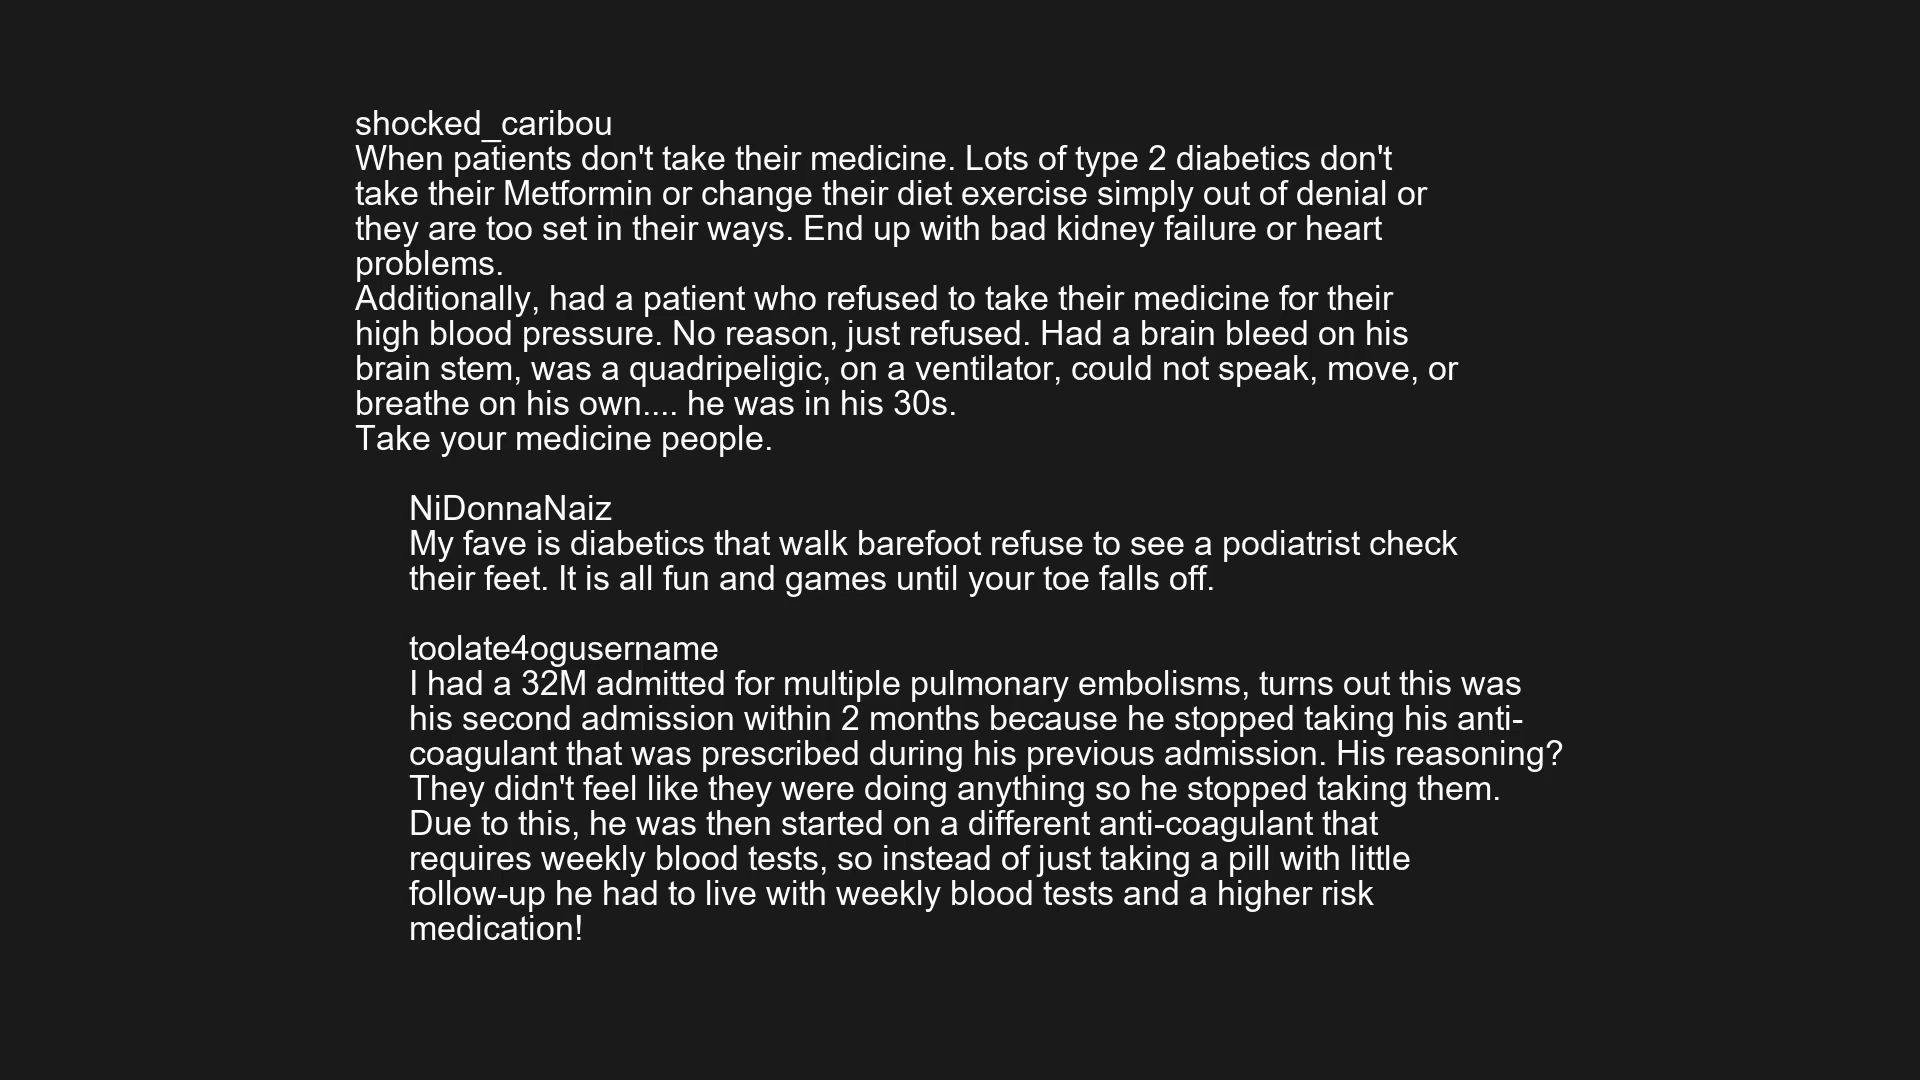 shocked_caribou
When patients don't take their medicine. Lots of type 2 diabetics don't
take their Metformin or change their diet exercise simply out of denial or
they are too set in their ways. End up with bad kidney failure or heart
problems.
Additionally, had a patient who refused to take their medicine for their
high blood pressure. No reason, just refused. Had a brain bleed on his
brain stem, was a quadripeligic, on a ventilator, could not speak, move, or
breathe on his own.... he was in his 30s.
Take your medicine people.
NiDonnaNaiz
My fave is diabetics that walk barefoot refuse to see a podiatrist check
their feet. It is all fun and games until your toe falls off.
toolate4ogusername
I had a 32M admitted for multiple pulmonary embolisms, turns out this was
his second admission within 2 months because he stopped taking his anti-
coagulant that was prescribed during his previous admission. His reasoning?
They didn't feel like they were doing anything so he stopped taking them.
Due to this, he was then started on a different anti-coagulant that
requires weekly blood tests, so instead of just taking a pill with little
follow-up he had to live with weekly blood tests and a higher risk
medication!